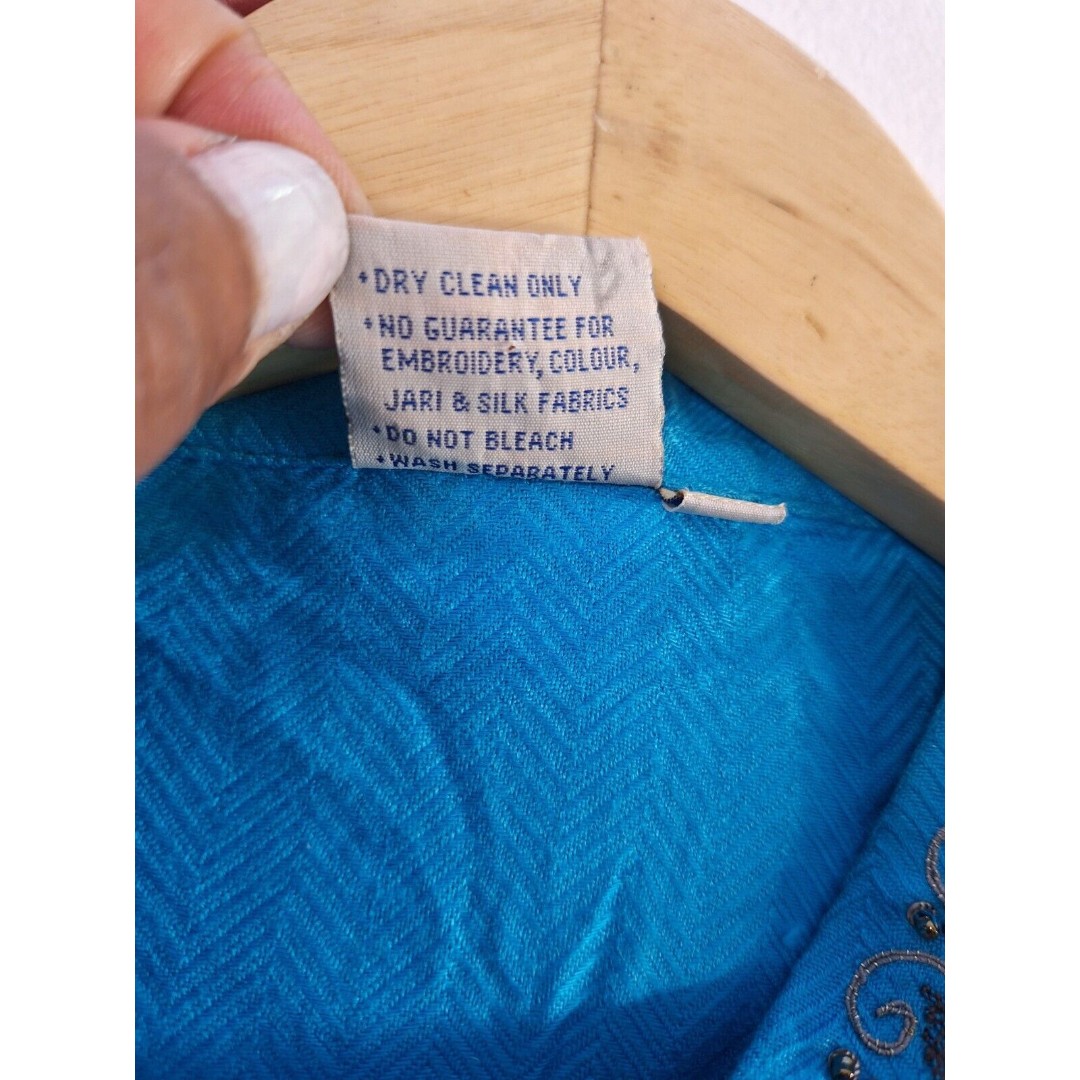 DRY CLEAN ONLY
NO GUARANTEE FOR
EMBROIDERY, COLOUR,
JARI & SILK FABRICS
DO NOT BLEACH
WASH SEPARATELY